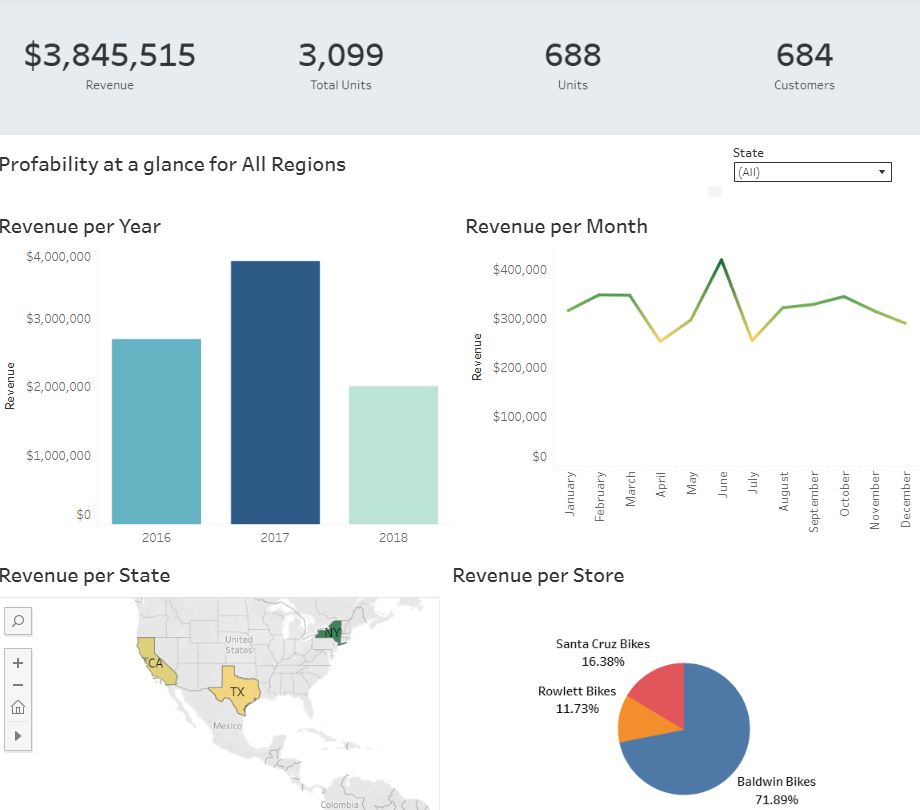 $3,845,515
Revenue
3,099
Total Units
688
Units
684
Customers
Profability at a glance for All Regions
State
(All)
Revenue per Year
Revenue
$4,000,000
$3,000,000
$2,000,000
$1,000,000
$0
2016
2017
2018
Revenue per Month
Revenue
$400,000
$300,000
$200,000
$100,000
$0
January
February
March
April
May
June
July
August
September
October
November
December
Revenue per State
United
States
NY
CA
TX
Mexico
Colombia
Revenue per Store
Santa Cruz Bikes
16.38%
Rowlett Bikes
11.73%
Baldwin Bikes
71.89%